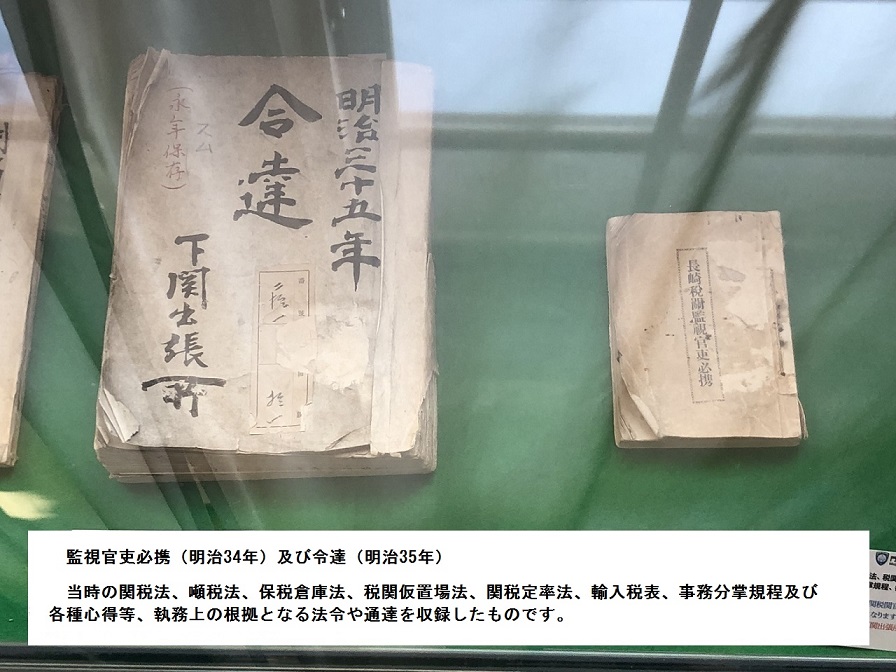 明治三十五年
令達
スム
(永年保存)
下関出張所
長崎税關監視官吏必携
監視官吏必携（明治34年）及び令達（明治35年）
当時の関税法、噸税法、保税倉庫法、税関仮置場法、関税定率法、輸入税表、事務分掌規程及び
各種心得等、執務上の根拠となる法令や通達を収録したものです。